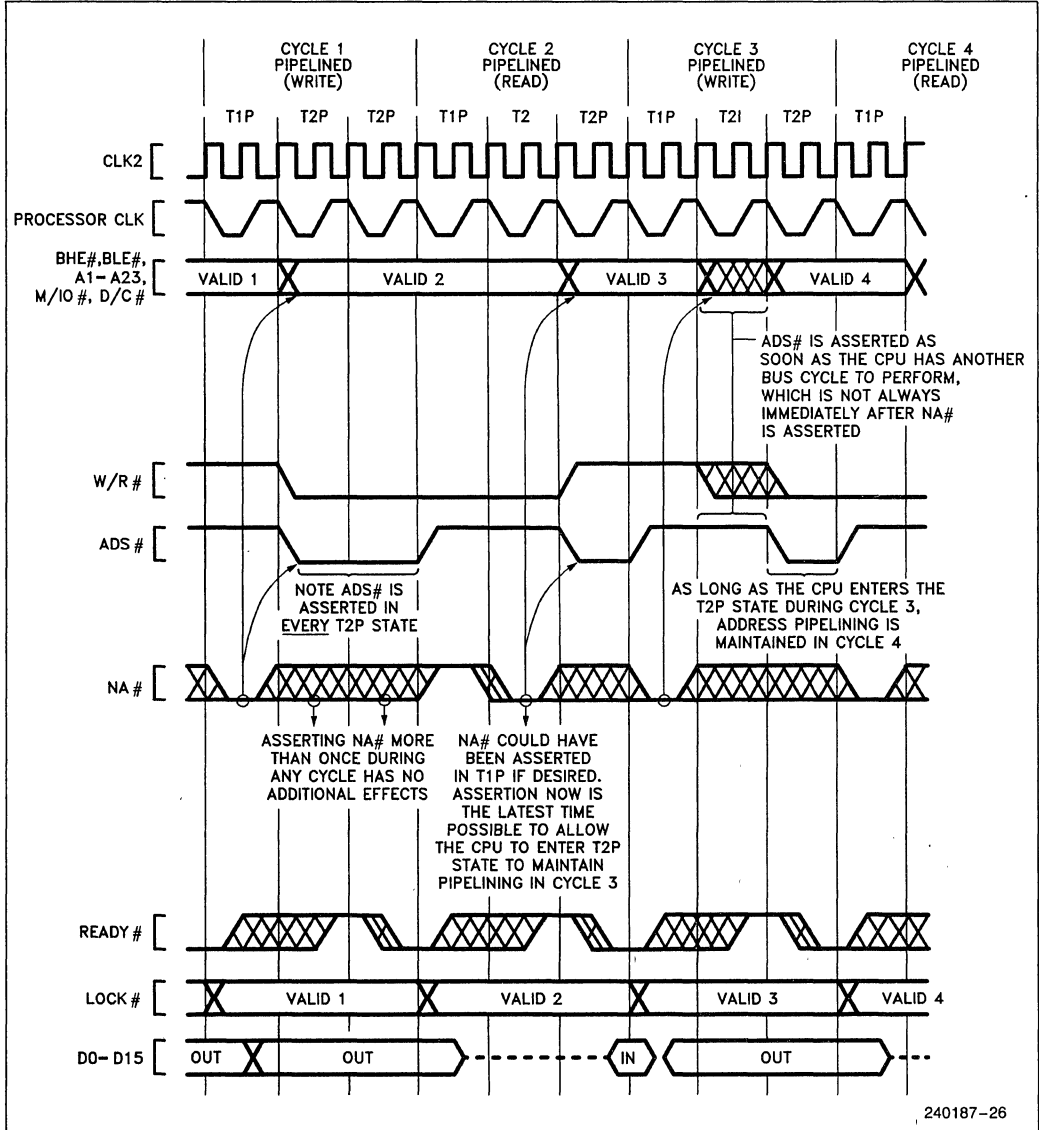 CYCLE 1 CYCLE 2 CYCLE 3 CYCLE 4
PIPELINED PIPELINED PIPELINED PIPELINED
(WRITE) (READ) (WRITE) (READ)
T1P T2P T2P T1P T2 T2P T1P T2I T2P T1P
CLK2
PROCESSOR CLK
BHE#,BLE#,
A1-A23,
M/IO #, D/C #
VALID 1 VALID 2 VALID 3 VALID 4
ADS# IS ASSERTED AS
SOON AS THE CPU HAS ANOTHER
BUS CYCLE TO PERFORM,
WHICH IS NOT ALWAYS
IMMEDIATELY AFTER NA#
IS ASSERTED
W/R #
ADS #
NOTE ADS# IS
ASSERTED IN
EVERY T2P STATE
AS LONG AS THE CPU ENTERS THE
T2P STATE DURING CYCLE 3,
ADDRESS PIPELINING IS
MAINTAINED IN CYCLE 4
NA #
ASSERTING NA# MORE
THAN ONCE DURING
ANY CYCLE HAS NO
ADDITIONAL EFFECTS
NA# COULD HAVE
BEEN ASSERTED
IN T1P IF DESIRED.
ASSERTION NOW IS
THE LATEST TIME
POSSIBLE TO ALLOW
THE CPU TO ENTER T2P
STATE TO MAINTAIN
PIPELINING IN CYCLE 3
READY #
LOCK # VALID 1 VALID 2 VALID 3 VALID 4
D0-D15 OUT OUT IN OUT
240187-26